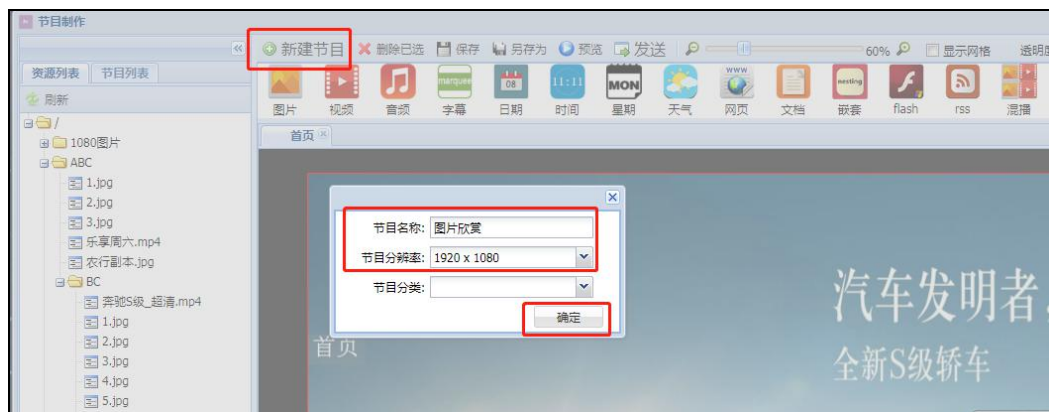 节目制作
新建节目 删除已选 保存 另存为 预览 发送 60% 显示网格 透明度
资源列表 节目列表
刷新
marquee 08 11:11 MON www nesting
图片 视频 音频 字幕 日期 时间 星期 天气 网页 文档 嵌套 flash rss 混播
首页
/
1080图片
ABC
1.jpg
2.jpg
3.jpg
乐享周六.mp4
农行副本.jpg
BC
奔驰S级_超清.mp4
1.jpg
2.jpg
3.jpg
4.jpg
5.jpg
节目名称: 图片欣赏
节目分辨率: 1920 x 1080
节目分类:
确定
首页
汽车发明者,
全新S级轿车